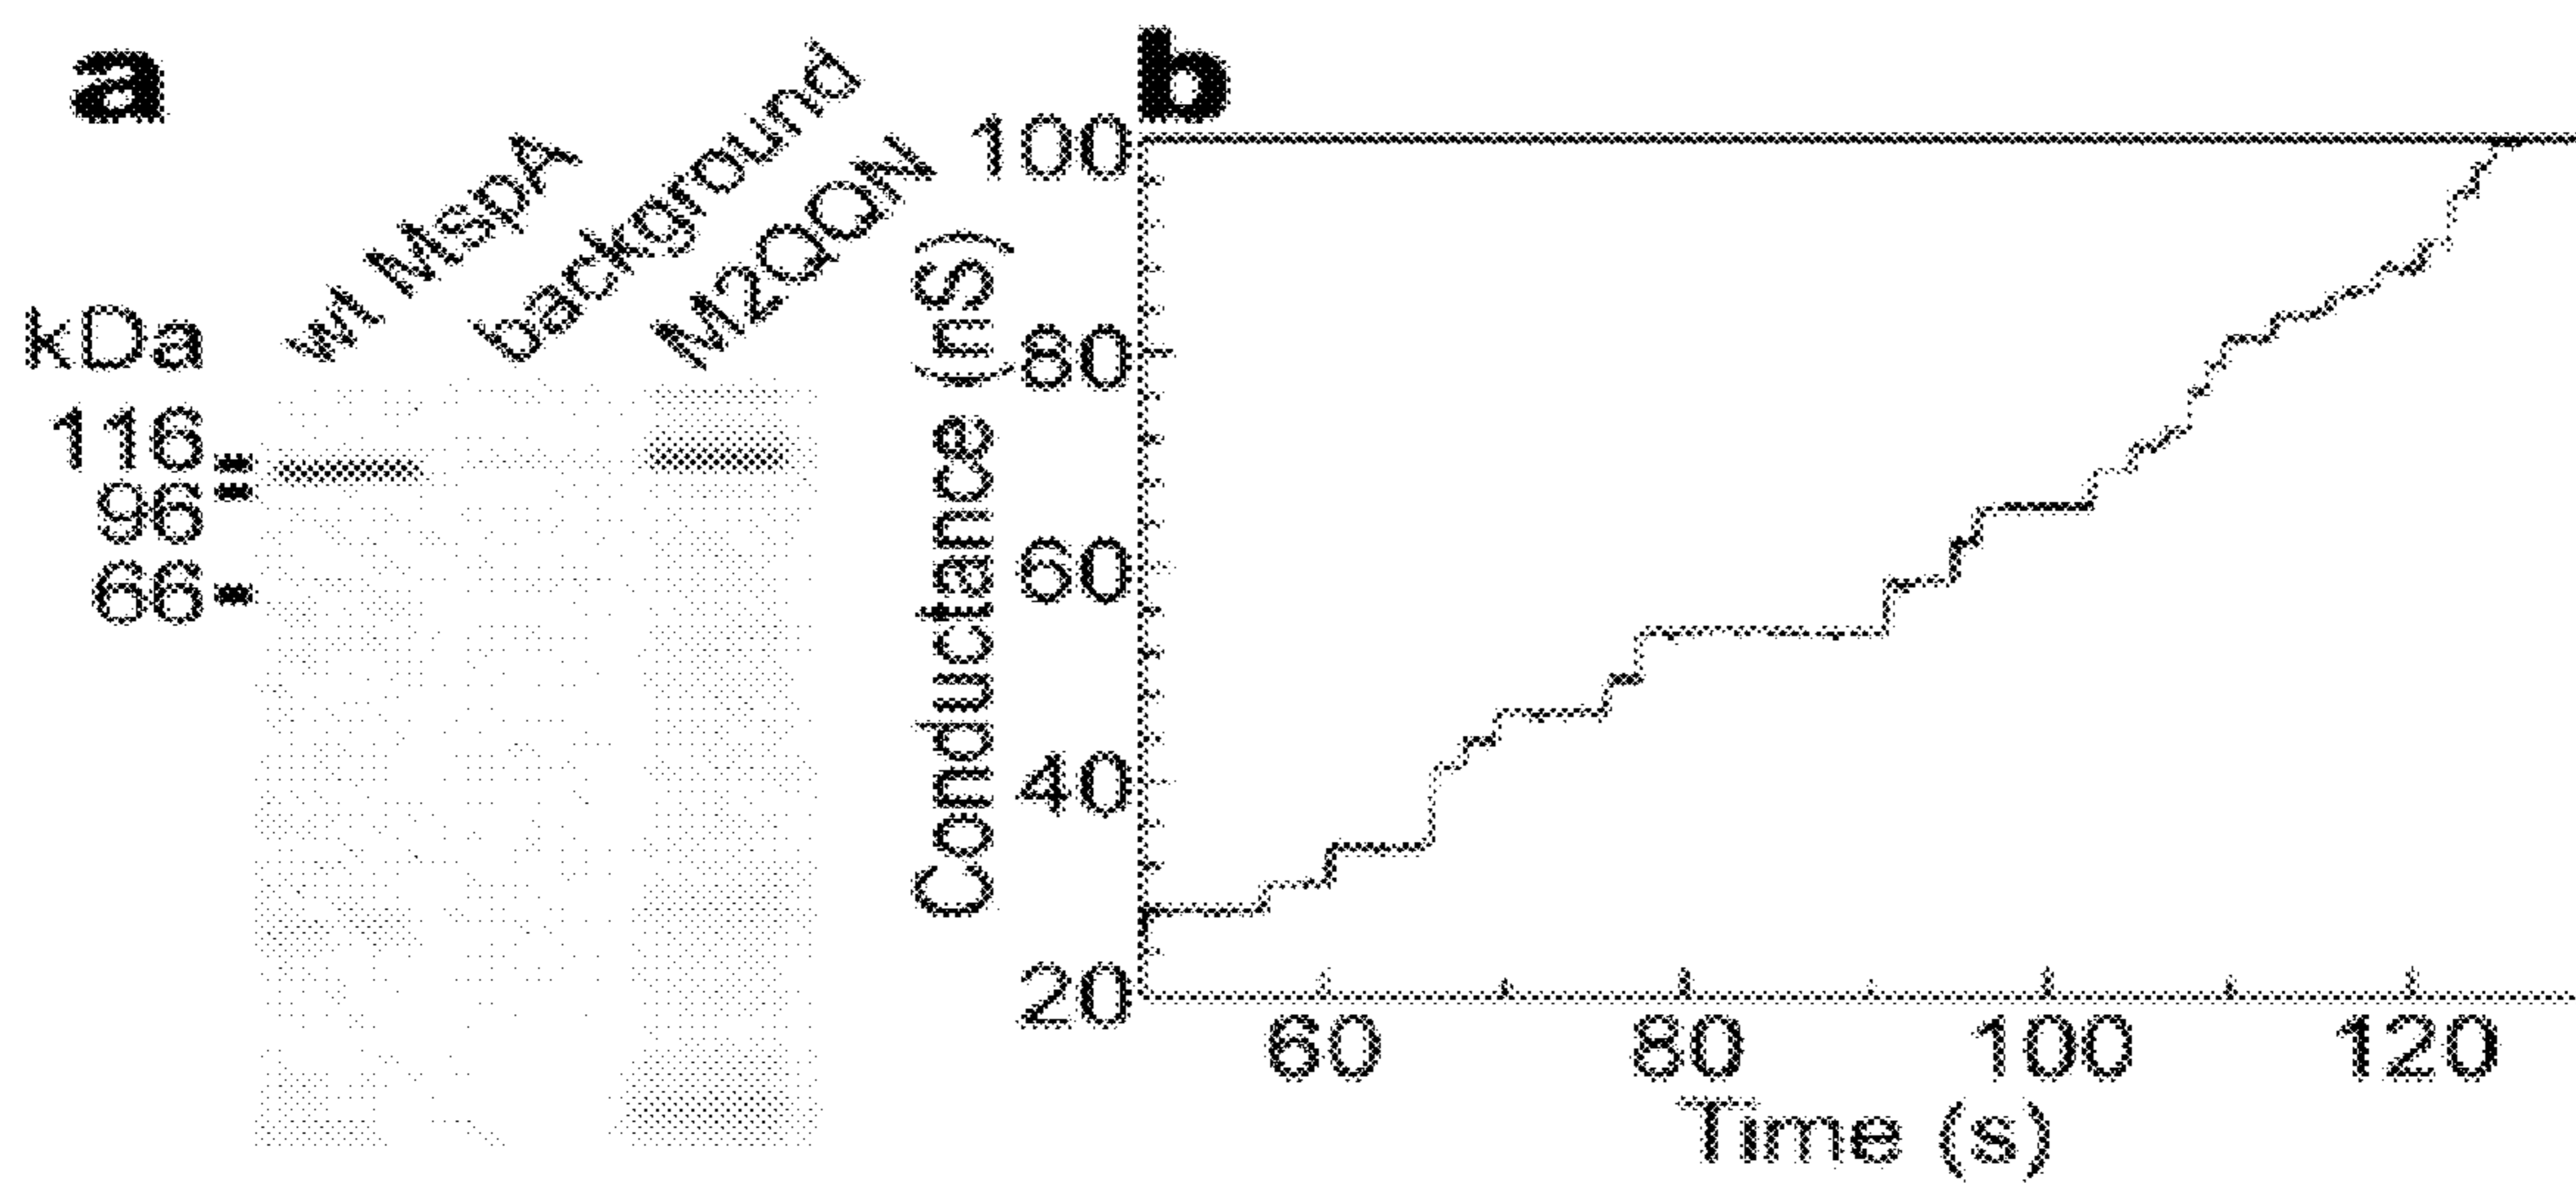 a
wt MspA
background
M2QQN
kDa
116
96
66
b
Conductance (nS)
100
80
60
40
20
60 80 100 120
Time (s)